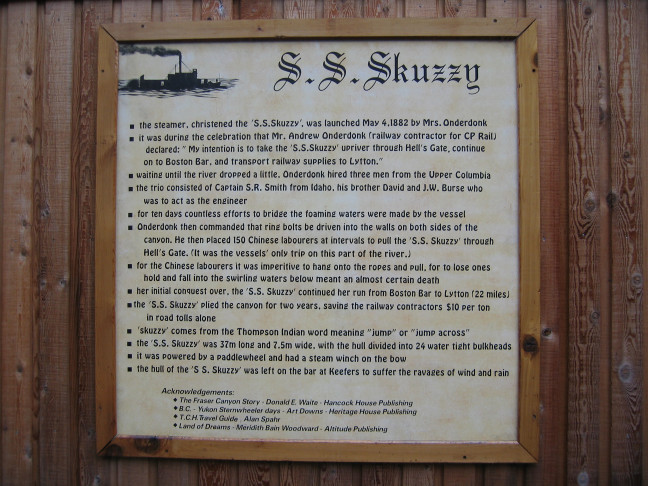 S.S.Skuzzy
▪ the steamer, christened the 'S.S.Skuzzy', was launched May 4,1882 by Mrs. Onderdonk
▪ it was during the celebration that Mr. Andrew Onderdonk (railway contractor for CP Rail)
declared: " My intention is to take the 'S.S.Skuzzy' upriver through Hell's Gate, continue
on to Boston Bar, and transport railway supplies to Lytton."
▪ waiting until the river dropped a little, Onderdonk hired three men from the Upper Columbia
▪ the trio consisted of Captain S.R. Smith from Idaho, his brother David and J.W. Burse who
was to act as the engineer
▪ for ten days countless efforts to bridge the foaming waters were made by the vessel
▪ Onderdonk then commanded that ring bolts be driven into the walls on both sides of the
canyon. He then placed 150 Chinese labourers at intervals to pull the 'S.S. Skuzzy' through
Hell's Gate. (It was the vessels' only trip on this part of the river.)
▪ for the Chinese labourers it was imperitive to hang onto the ropes and pull, for to lose ones
hold and fall into the swirling waters below meant an almost certain death
▪ her initial conquest over, the 'S.S. Skuzzy' continued her run from Boston Bar to Lytton (22 miles)
▪ the 'S.S. Skuzzy' plied the canyon for two years, saving the railway contractors $10 per ton
in road tolls alone
▪ 'skuzzy' comes from the Thompson Indian word meaning "jump" or "jump across"
▪ the 'S.S. Skuzzy' was 37m long and 7.5m wide, with the hull divided into 24 water tight bulkheads
▪ it was powered by a paddlewheel and had a steam winch on the bow
▪ the hull of the 'S S. Skuzzy' was left on the bar at Keefers to suffer the ravages of wind and rain
Acknowledgements:
◆ The Fraser Canyon Story - Donald E. Waite - Hancock House Publishing
◆ B.C. - Yukon Sternwheeler days - Art Downs - Heritage House Publishing
◆ T.C.H.Travel Guide - Alan Spahr
◆ Land of Dreams - Meridith Bain Woodward - Altitude Publishing